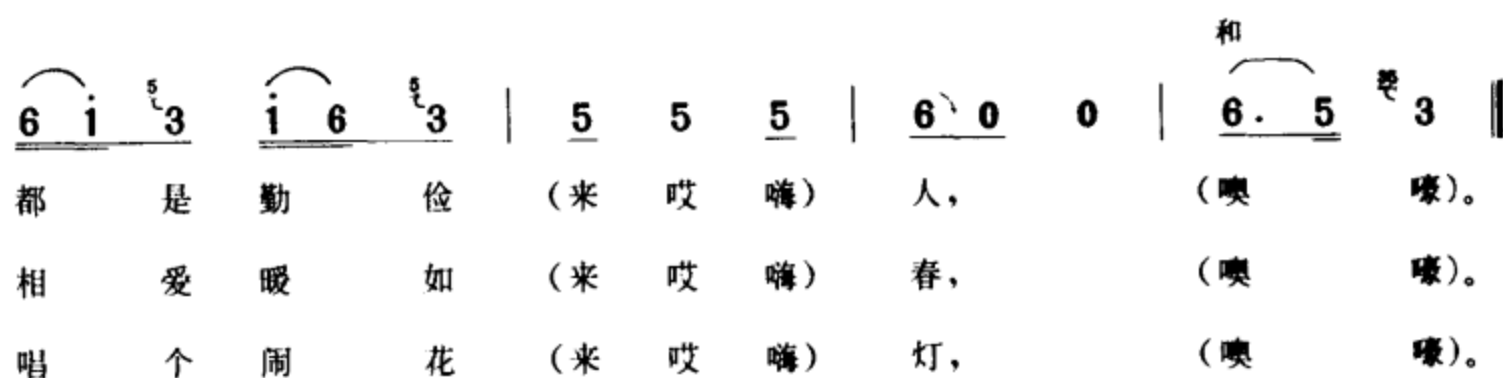 和
6 i 5 3 i 6 5 3 | 5 5 5 | 6 0 0 | 6. 5 3 ‖
都 是 勤 俭 (来 哎 嗨) 人, (噢 嚎)。
相 爱 暖 如 (来 哎 嗨) 春, (噢 嚎)。
唱 个 闹 花 (来 哎 嗨) 灯, (噢 嚎)。